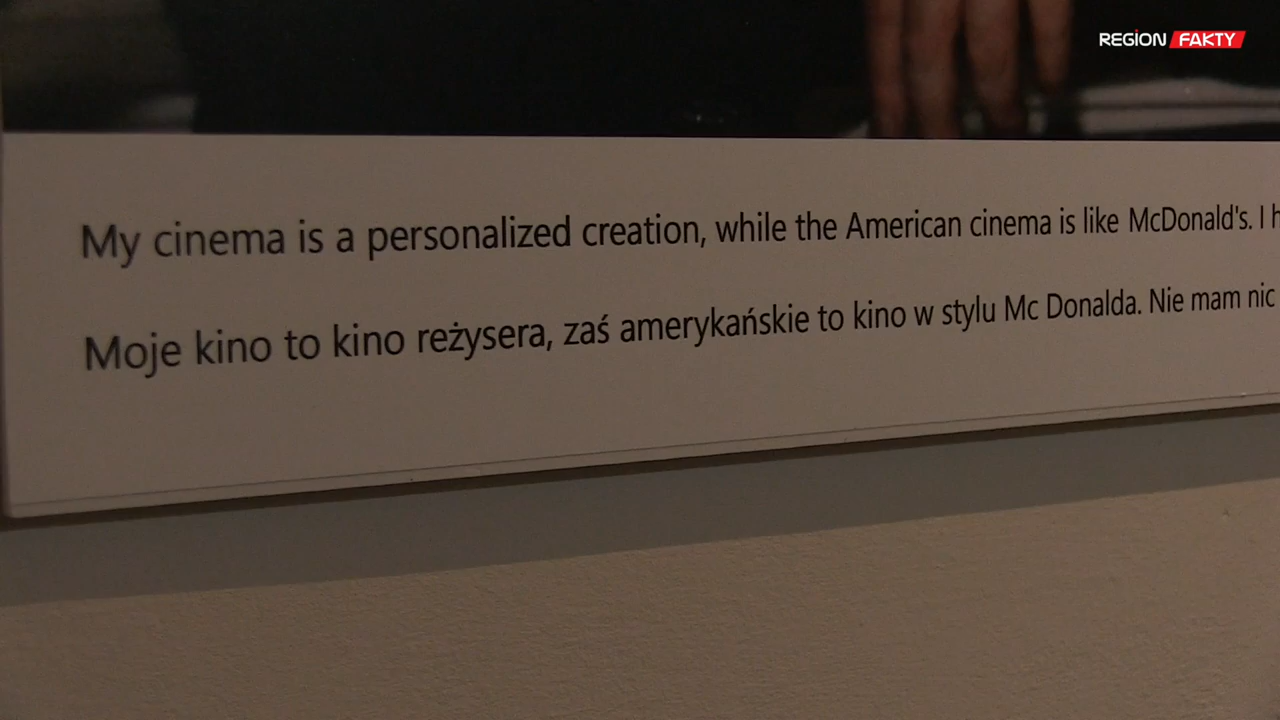 REGION FAKTY
My cinema is a personalized creation, while the American cinema is like McDonald's. I
Moje kino to kino reżysera, zaś amerykańskie to kino w stylu Mc Donalda. Nie mam nic